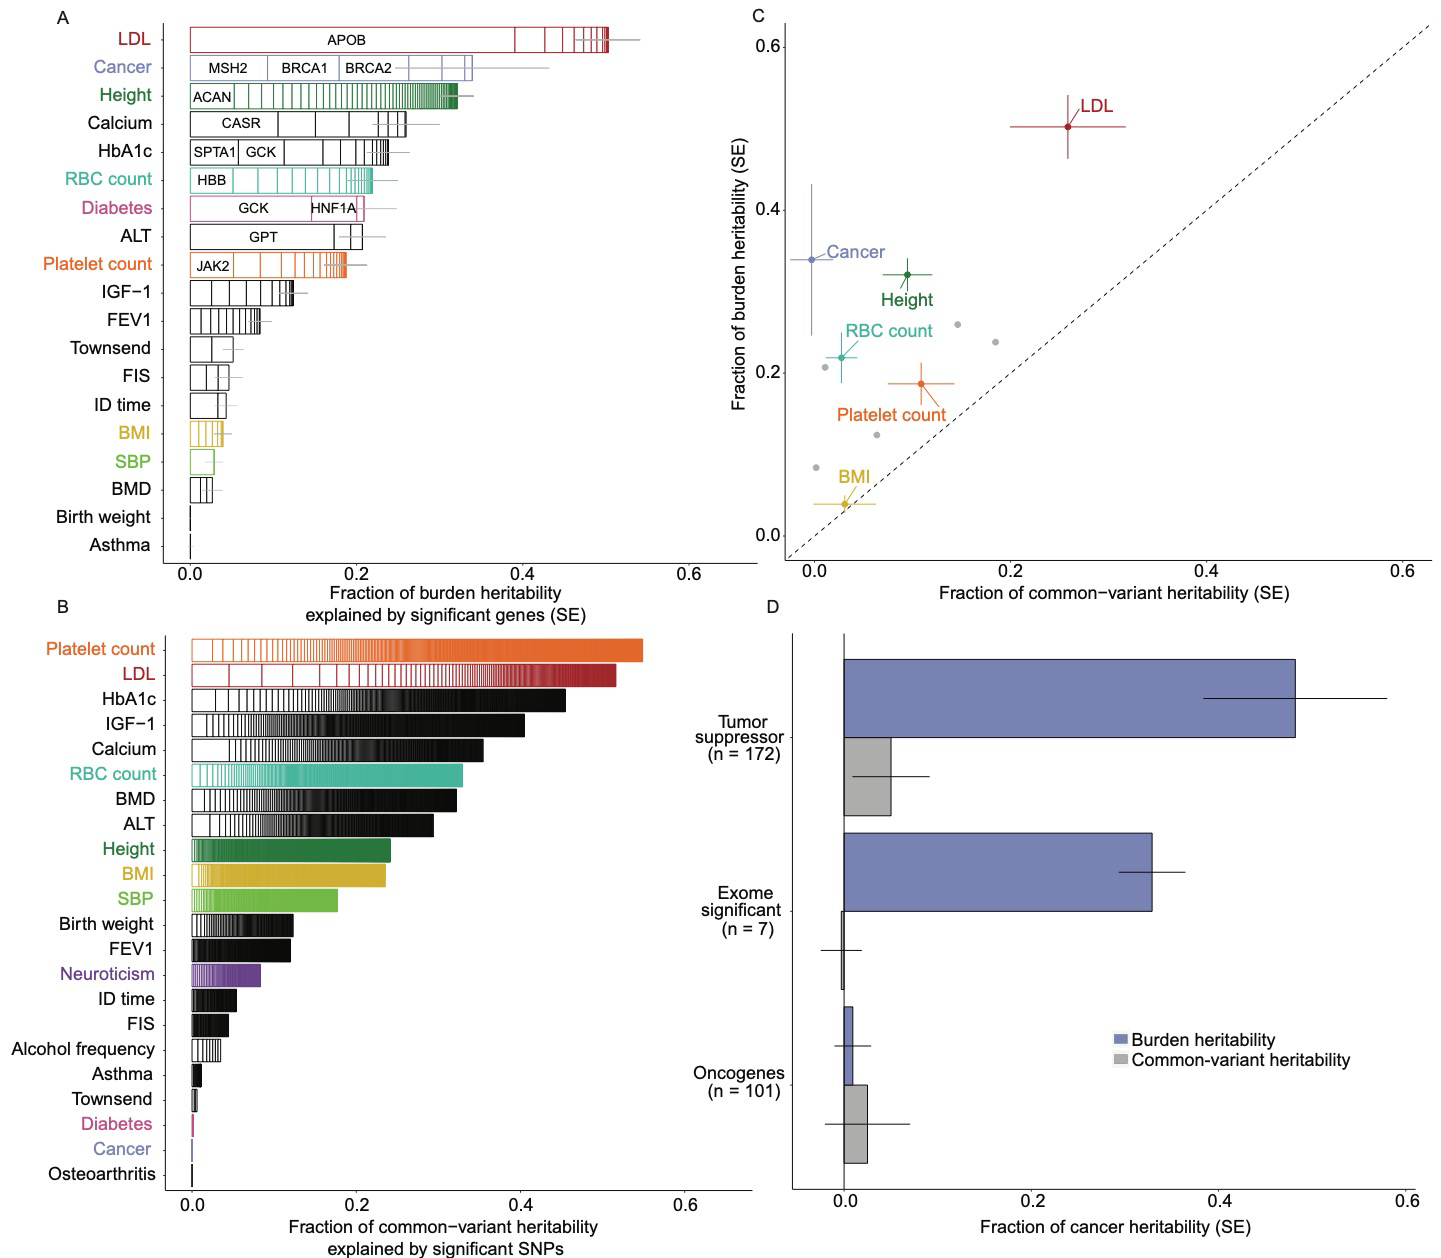 A
LDL
APOB
Cancer
MSH2
BRCA1
BRCA2
Height
ACAN
Calcium
CASR
HbA1c
SPTA1
GCK
RBC count
HBB
Diabetes
GCK
HNF1A
ALT
GPT
Platelet count
JAK2
IGF−1
FEV1
Townsend
FIS
ID time
BMI
SBP
BMD
Birth weight
Asthma
0.0
0.2
0.4
0.6
Fraction of burden heritability
explained by significant genes (SE)
C
0.6
0.4
0.2
0.0
Fraction of burden heritability (SE)
LDL
Cancer
Height
RBC count
Platelet count
BMI
0.0
0.2
0.4
0.6
Fraction of common−variant heritability (SE)
B
Platelet count
LDL
HbA1c
IGF−1
Calcium
RBC count
BMD
ALT
Height
BMI
SBP
Birth weight
FEV1
Neuroticism
ID time
FIS
Alcohol frequency
Asthma
Townsend
Diabetes
Cancer
Osteoarthritis
0.0
0.2
0.4
0.6
Fraction of common−variant heritability
explained by significant SNPs
D
Tumor
suppressor
(n = 172)
Exome
significant
(n = 7)
Oncogenes
(n = 101)
Burden heritability
Common-variant heritability
0.0
0.2
0.4
0.6
Fraction of cancer heritability (SE)